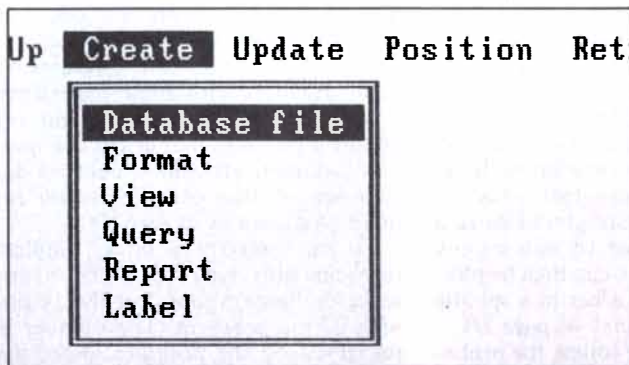 Up Create Update Position Ret
Database file
Format
View
Query
Report
Label